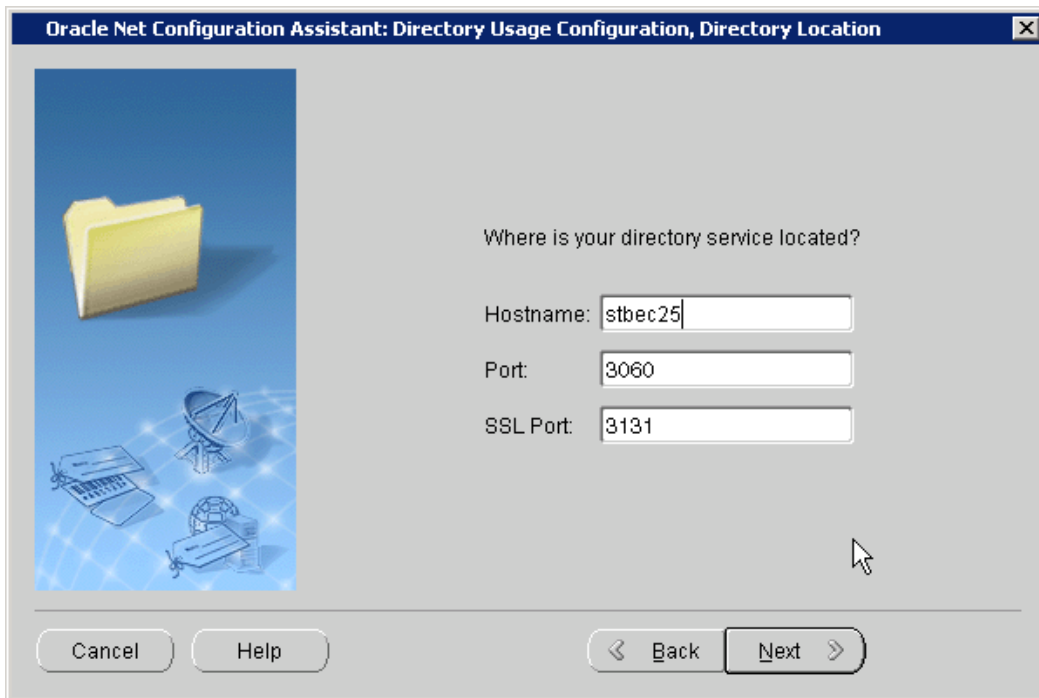 Oracle Net Configuration Assistant: Directory Usage Configuration, Directory Location
Where is your directory service located?
Hostname: stbec25
Port: 3060
SSL Port: 3131
Cancel Help Back Next